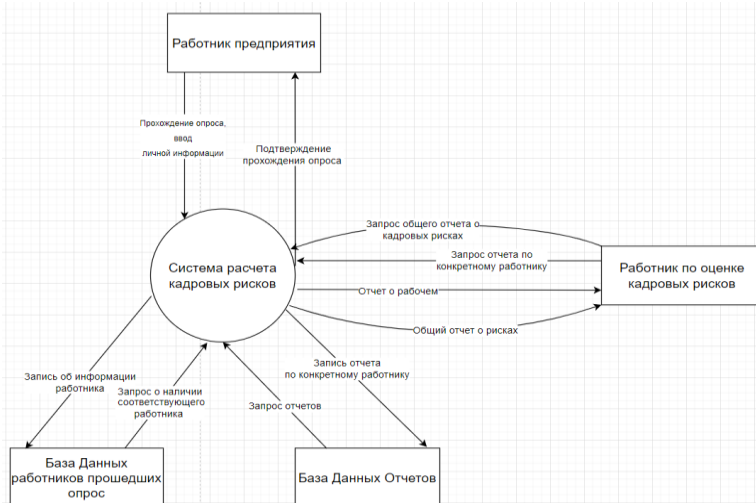 Работник предприятия
Прохождение опроса,
ввод
личной информации
Подтверждение
прохождения опроса
Запрос общего отчета о
кадровых рисках
Запрос отчета по
конкретному работнику
Система расчета
кадровых рисков
Работник по оценке
кадровых рисков
Отчет о рабочем
Общий отчет о рисках
Запись об информации
работника
Запрос о наличии
соответствующего
работника
Запрос отчетов
Запись отчета
по конкретному работнику
База Данных
работников прошедших
опрос
База Данных Отчетов